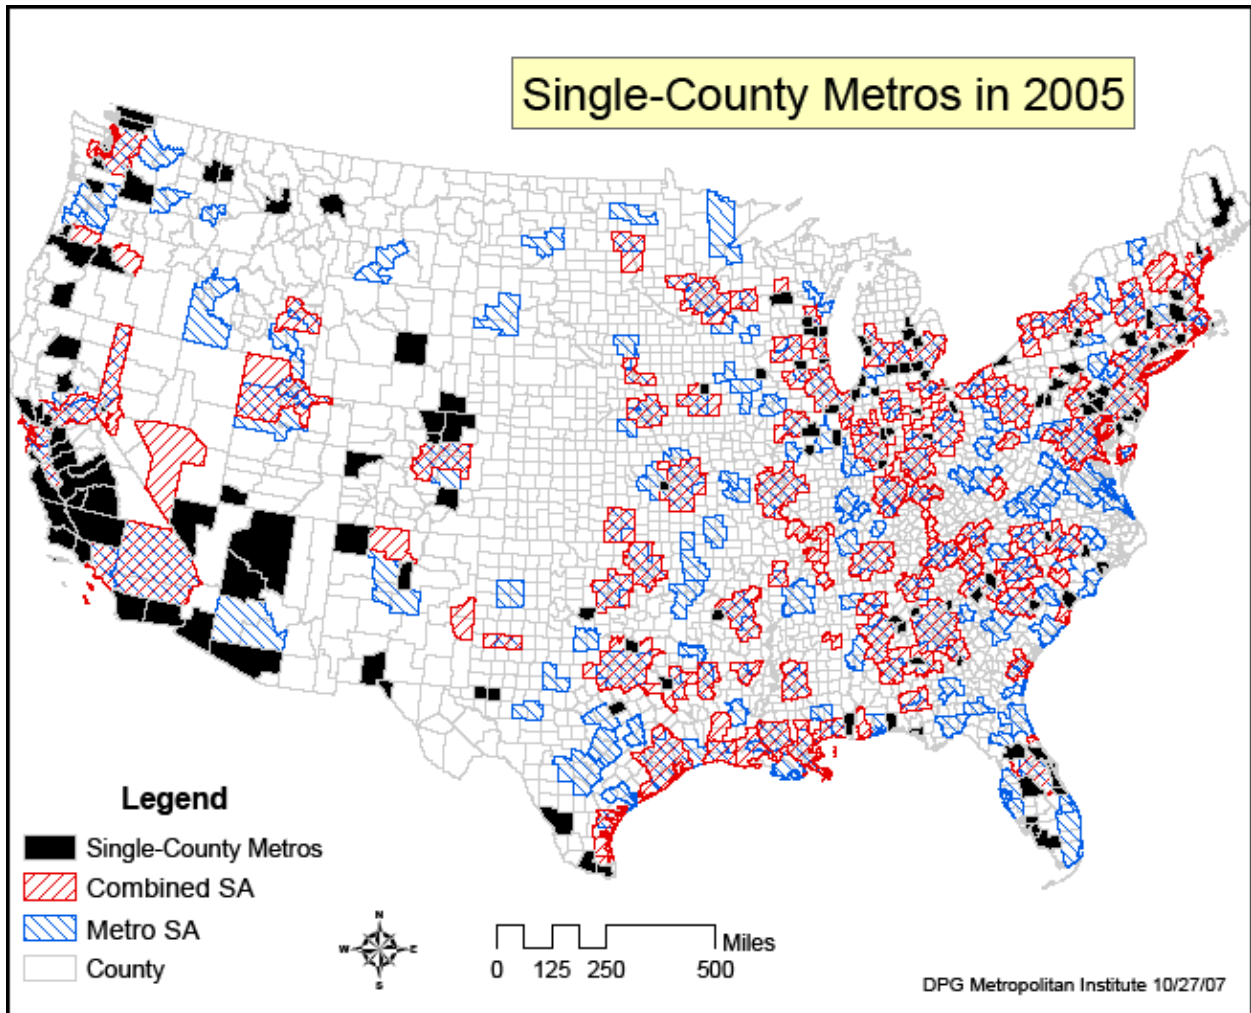 Single-County Metros in 2005
Legend
Single-County Metros
Combined SA
Metro SA
County
N
W E
S
Miles
0 125 250 500
DPG Metropolitan Institute 10/27/07